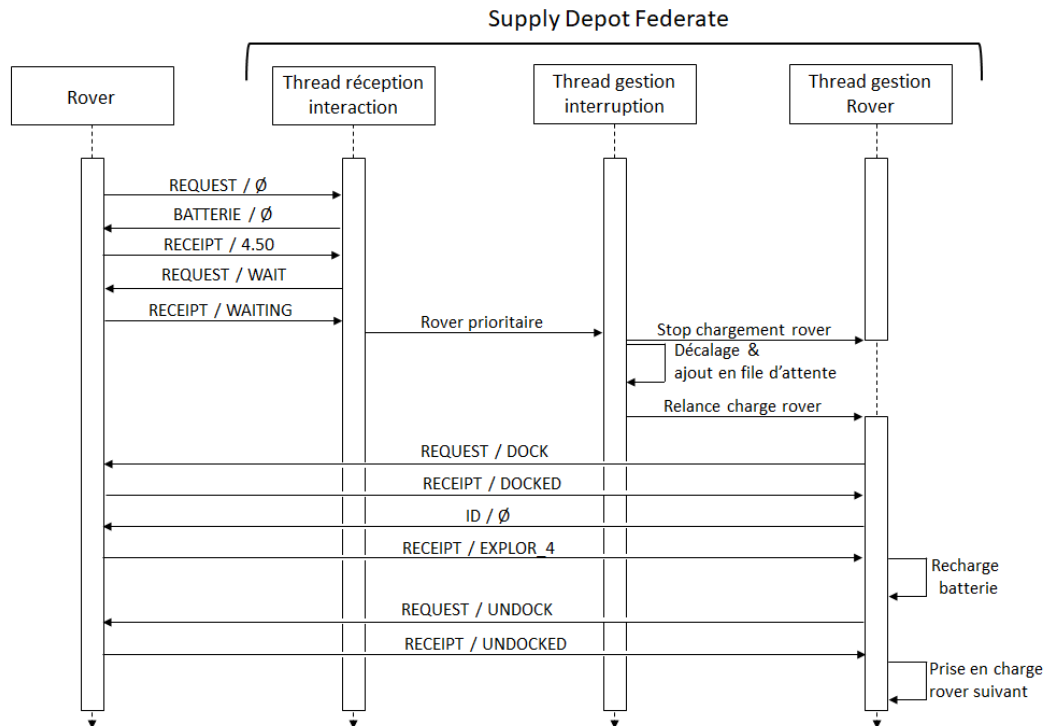 Supply Depot Federate
Rover
Thread réception
interaction
Thread gestion
interruption
Thread gestion
Rover
REQUEST / Ø
BATTERIE / Ø
RECEIPT / 4.50
REQUEST / WAIT
RECEIPT / WAITING
Rover prioritaire
Stop chargement rover
Décalage &
ajout en file d'attente
Relance charge rover
REQUEST / DOCK
RECEIPT / DOCKED
ID / Ø
RECEIPT / EXPLOR_4
Recharge
batterie
REQUEST / UNDOCK
RECEIPT / UNDOCKED
Prise en charge
rover suivant